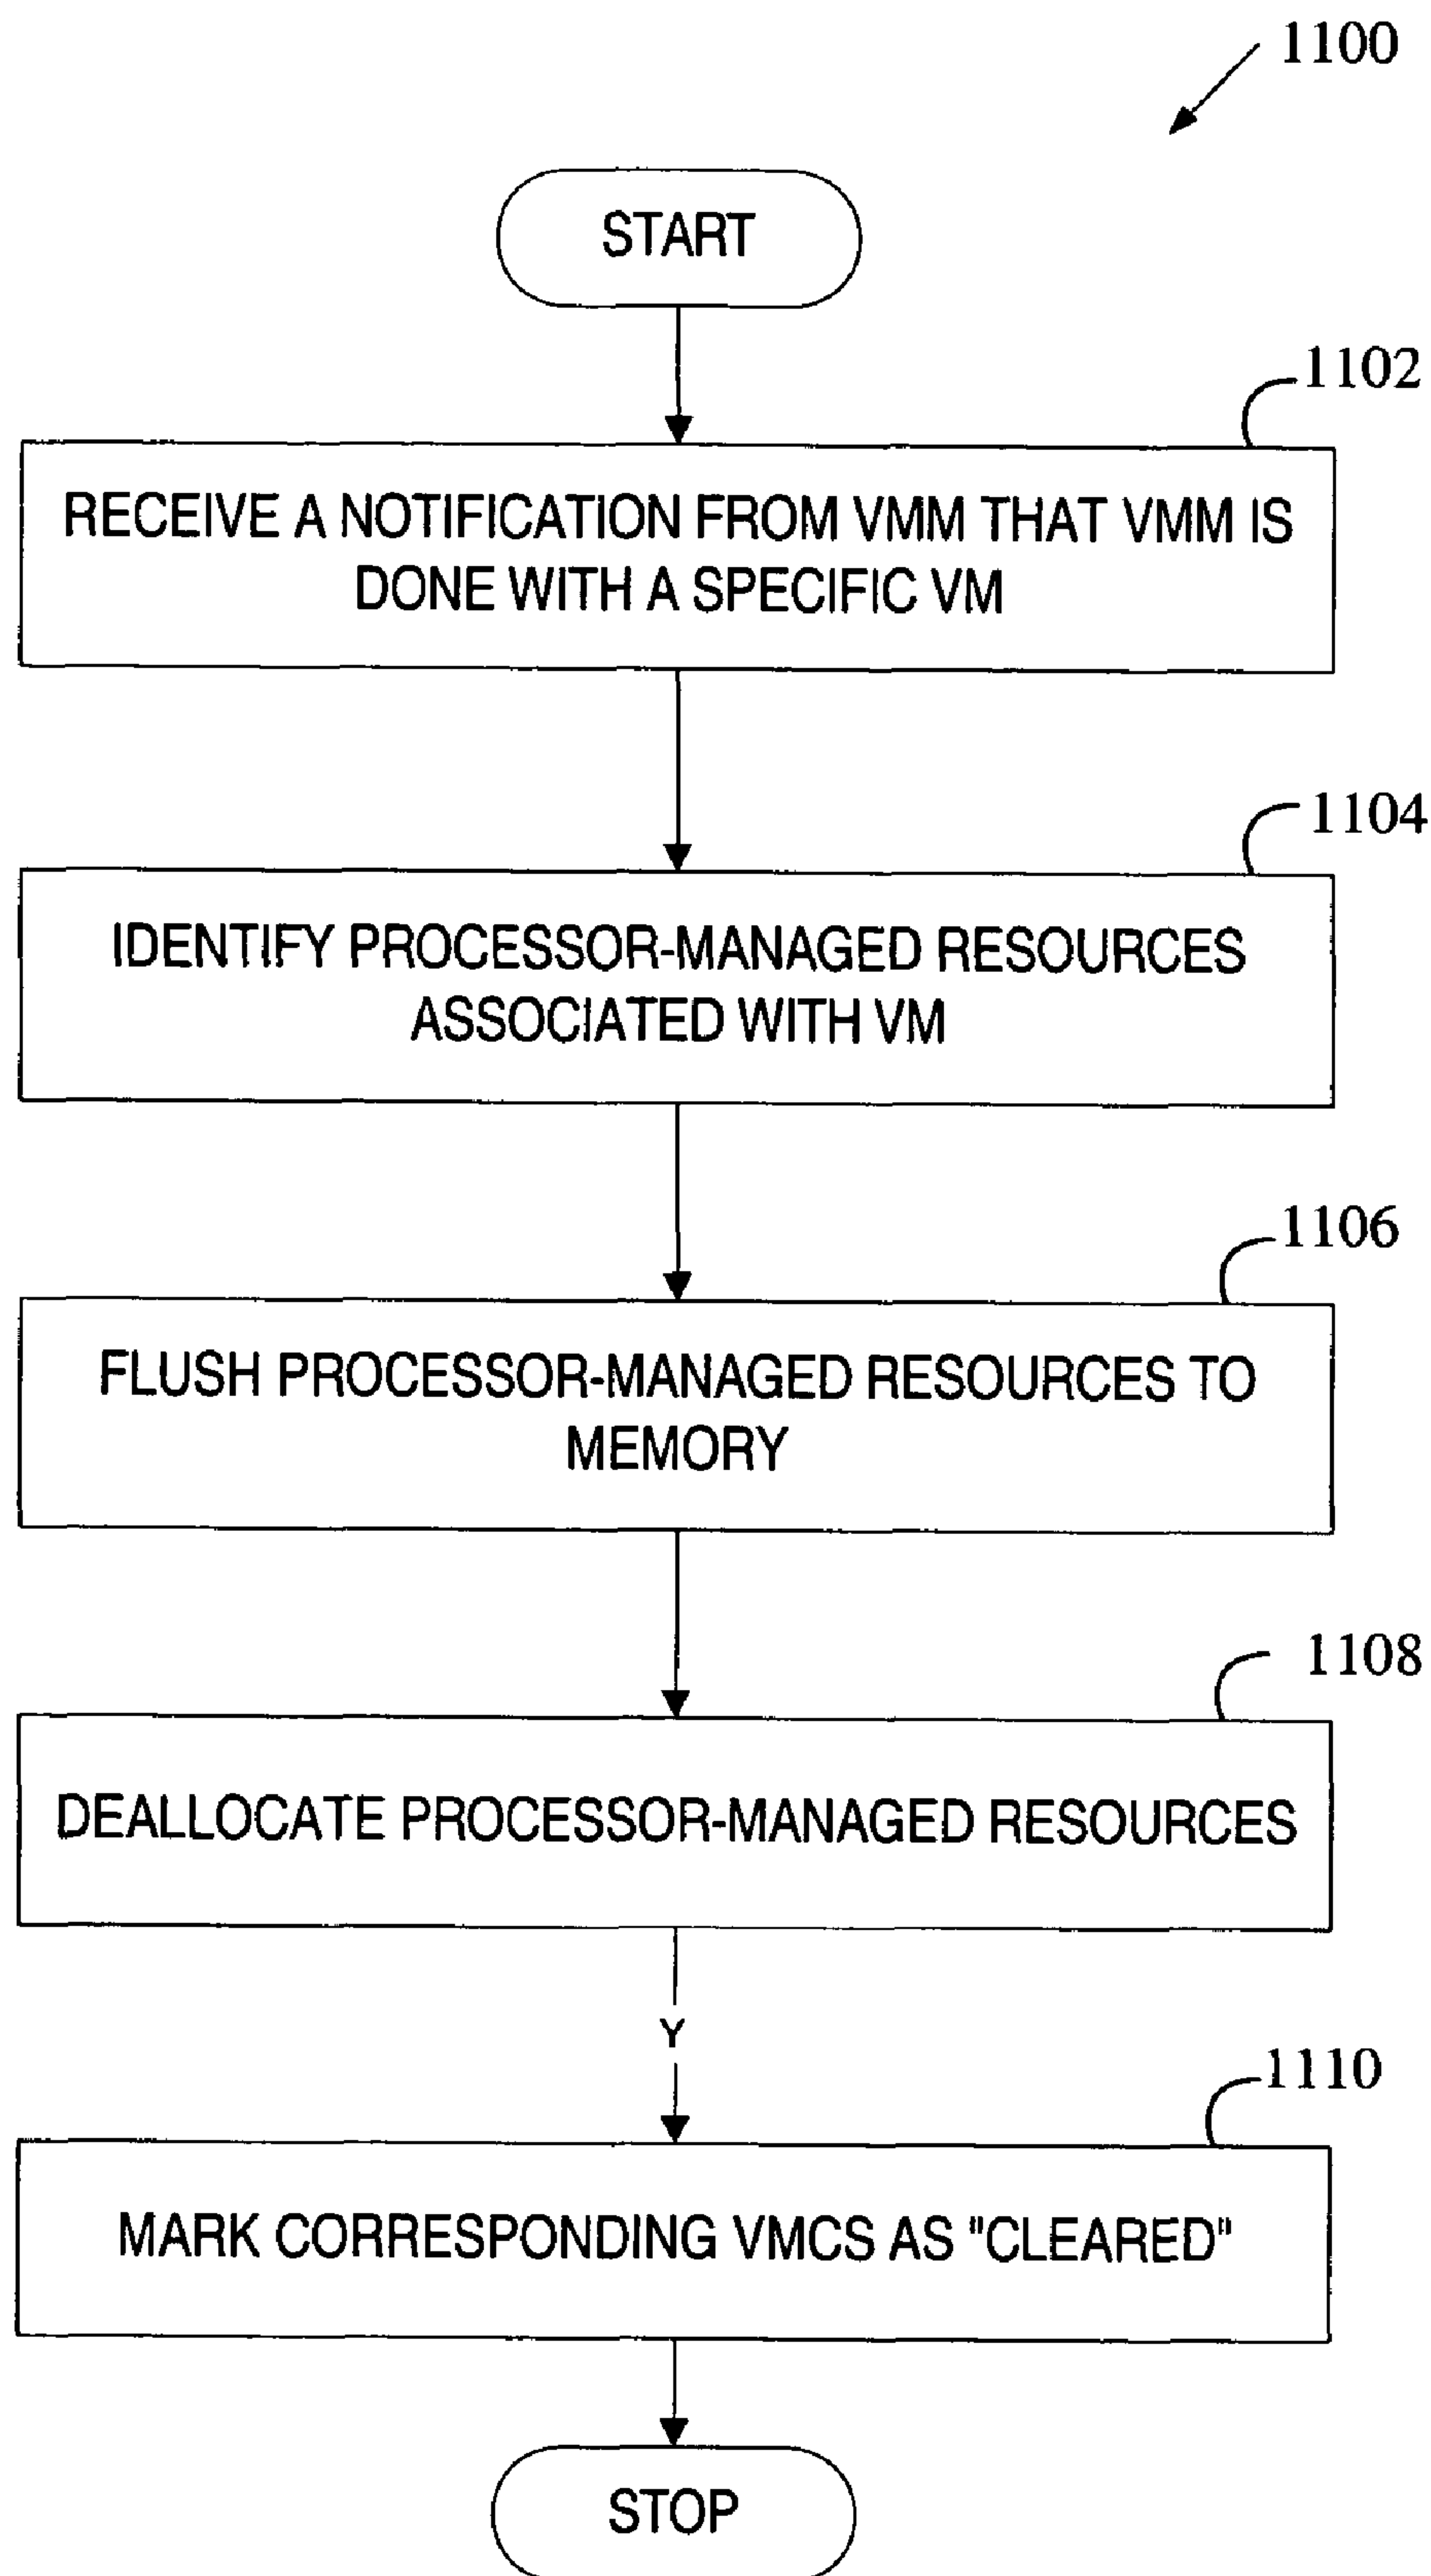 1100
START
1102
RECEIVE A NOTIFICATION FROM VMM THAT VMM IS
DONE WITH A SPECIFIC VM
1104
IDENTIFY PROCESSOR-MANAGED RESOURCES
ASSOCIATED WITH VM
1106
FLUSH PROCESSOR-MANAGED RESOURCES TO
MEMORY
1108
DEALLOCATE PROCESSOR-MANAGED RESOURCES
Y
1110
MARK CORRESPONDING VMCS AS "CLEARED"
STOP